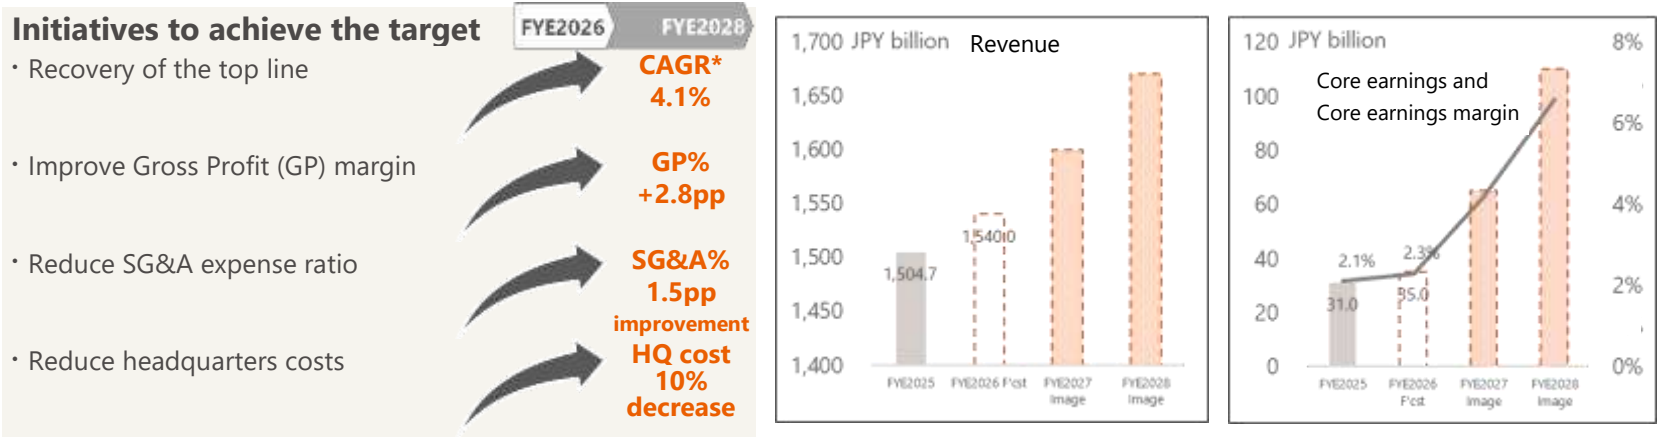 Initiatives to achieve the target
FYE2026
FYE2028
・Recovery of the top line
CAGR*
4.1%
・Improve Gross Profit (GP) margin
GP%
+2.8pp
・Reduce SG&A expense ratio
SG&A%
1.5pp
improvement
・Reduce headquarters costs
HQ cost
10%
decrease
1,700 JPY billion
Revenue
1,650
1,600
1,550
1,500
1,450
1,400
1,504.7
1,540.0
FYE2025
FYE2026 F'cst
FYE2027
Image
FYE2028
Image
120 JPY billion
8%
Core earnings and
Core earnings margin
100
80
60
40
20
0
6%
4%
2%
0%
2.1%
2.3%
31.0
35.0
FYE2025
FYE2026
F'cst
FYE2027
Image
FYE2028
Image